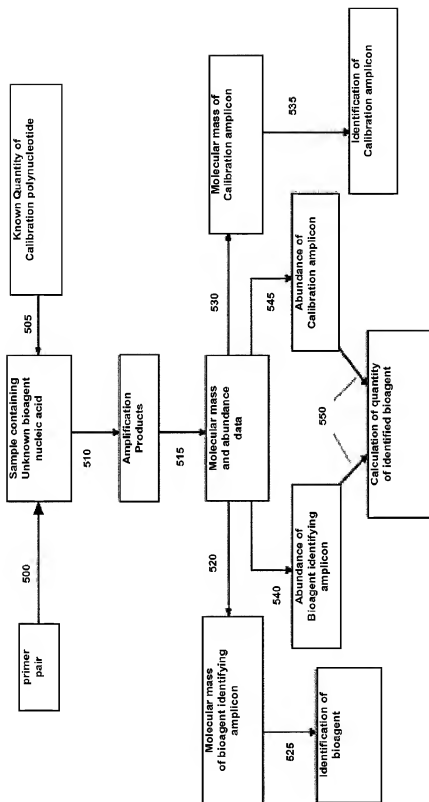 primer
pair
500
Sample containing
Unknown bioagent
nucleic acid
505
Known Quantity of
Calibration polynucleotide
510
Amplification
Products
515
Molecular mass
and abundance
data
520
530
Molecular mass
of bioagent identifying
amplicon
Molecular mass of
Calibration amplicon
525
540
545
535
Identification of
bioagent
Abundance of
Bioagent identifying
amplicon
Abundance of
Calibration amplicon
Identification of
Calibration amplicon
550
Calculation of quantity
of identified bioagent